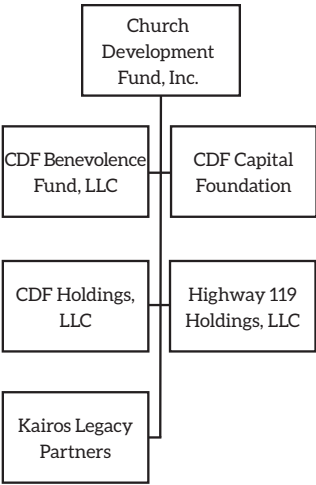 Church
Development
Fund, Inc.
CDF Benevolence
Fund, LLC
CDF Capital
Foundation
CDF Holdings,
LLC
Highway 119
Holdings, LLC
Kairos Legacy
Partners